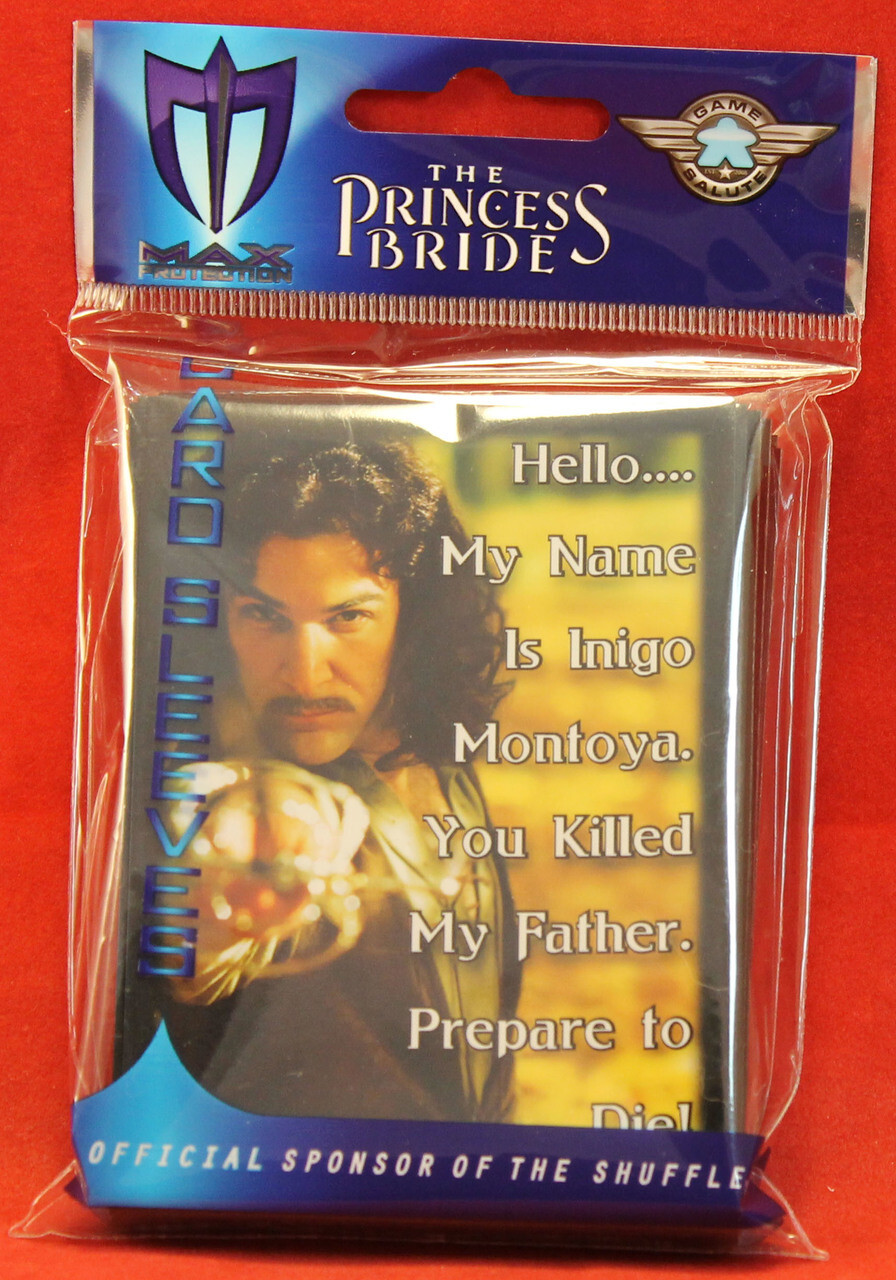 MAX
PROTECTION
THE
PRINCESS
BRIDE
GAME
SALUTE
CARD SLEEVES
Hello....
My Name
Is Inigo
Montoya.
You Killed
My Father.
Prepare to
Die!
OFFICIAL SPONSOR OF THE SHUFFLE